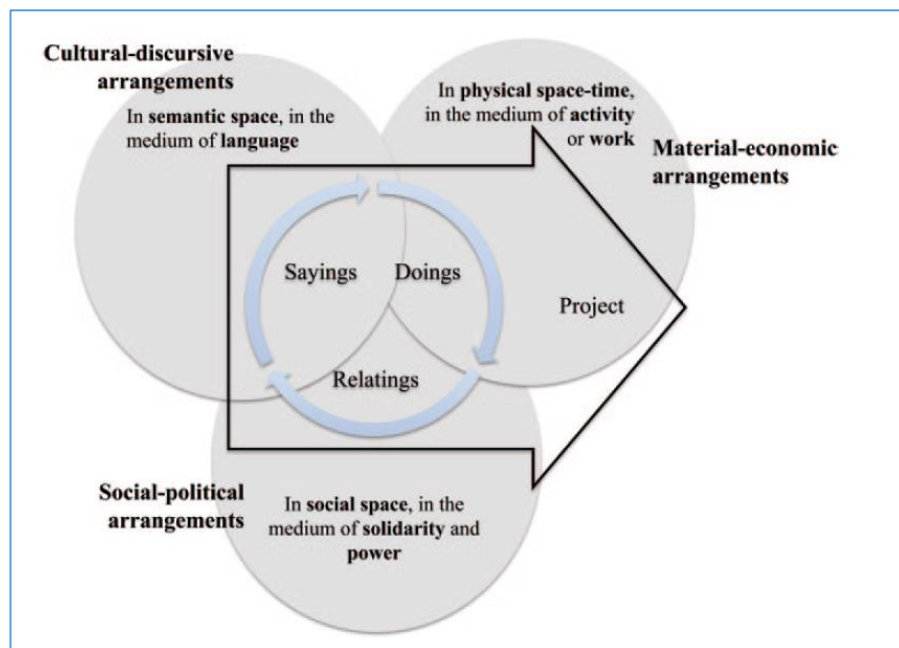 Cultural-discursive
arrangements
In semantic space, in the
medium of language
In physical space-time,
in the medium of activity
or work
Material-economic
arrangements
Sayings
Doings
Project
Relatings
Social-political
arrangements
In social space, in the
medium of solidarity and
power